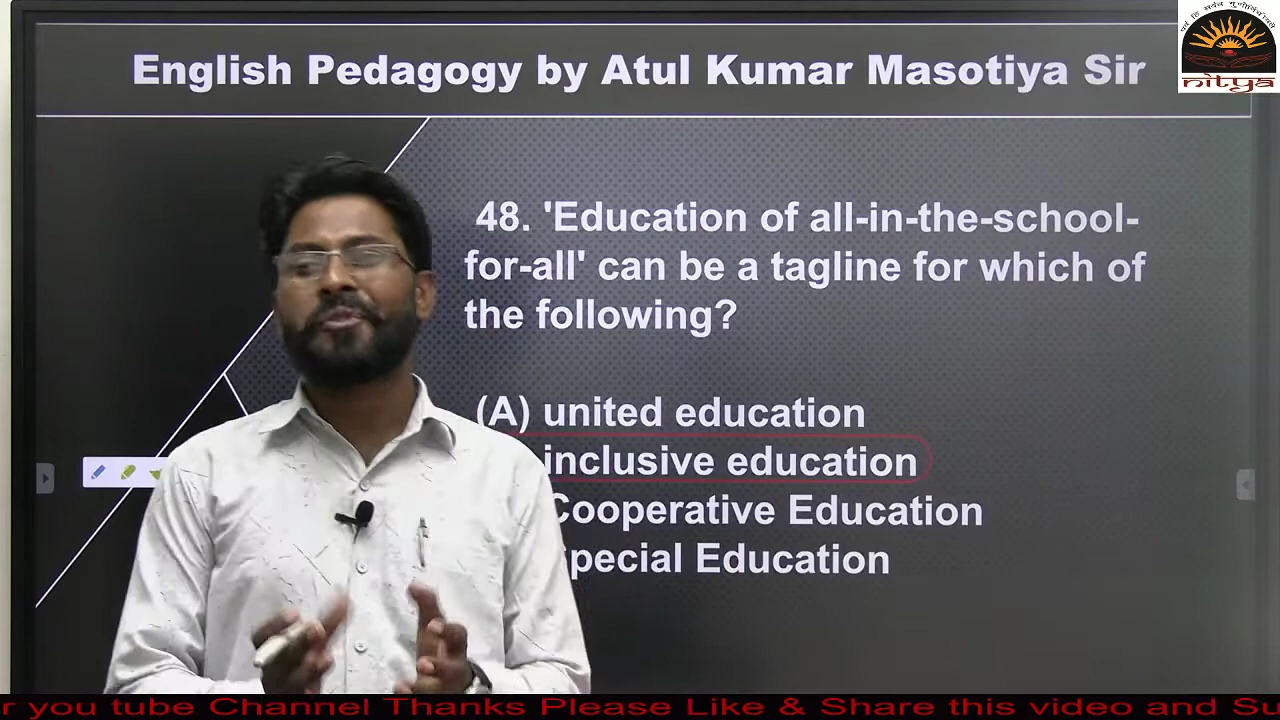 English Pedagogy by Atul Kumar Masotiya Sir
nitya
48. 'Education of all-in-the-school-
for-all' can be a tagline for which of
the following?
(A) united education
inclusive education
Cooperative Education
pecial Education
r you tube Channel Thanks Please Like & Share this video and Su